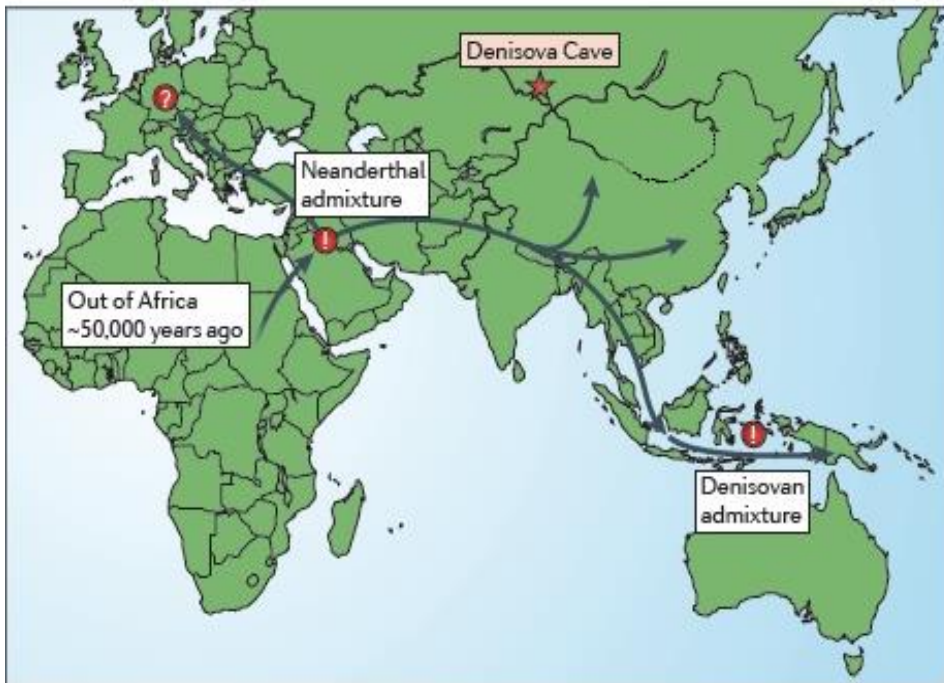 Denisova Cave
?
Neanderthal
admixture
!
Out of Africa
~50,000 years ago
!
Denisovan
admixture